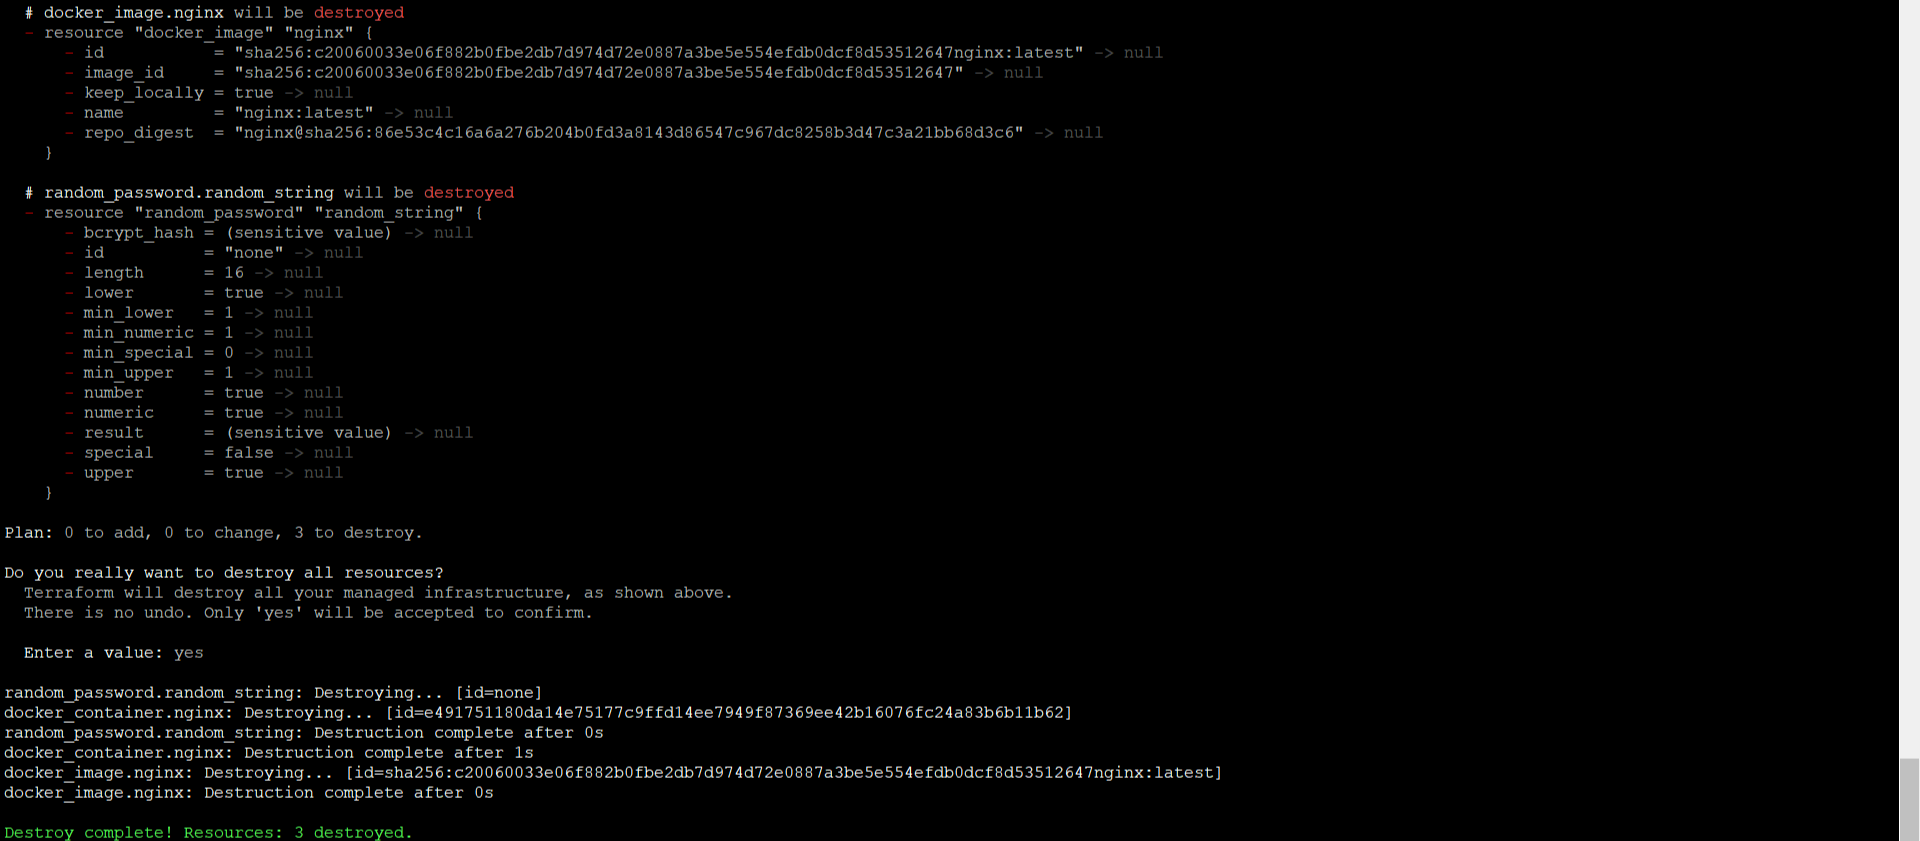 # docker_image.nginx will be destroyed
- resource "docker_image" "nginx" {
- id = "sha256:c20060033e06f882b0fbe2db7d974d72e0887a3be5e554efdb0dcf8d53512647nginx:latest" -> null
- image_id = "sha256:c20060033e06f882b0fbe2db7d974d72e0887a3be5e554efdb0dcf8d53512647" -> null
- keep_locally = true -> null
- name = "nginx:latest" -> null
- repo_digest = "nginx@sha256:86e53c4c16a6a276b204b0fd3a8143d86547c967dc8258b3d47c3a21bb68d3c6" -> null
}
# random_password.random_string will be destroyed
- resource "random_password" "random_string" {
- bcrypt_hash = (sensitive value) -> null
- id = "none" -> null
- length = 16 -> null
- lower = true -> null
- min_lower = 1 -> null
- min_numeric = 1 -> null
- min_special = 0 -> null
- min_upper = 1 -> null
- number = true -> null
- numeric = true -> null
- result = (sensitive value) -> null
- special = false -> null
- upper = true -> null
}
Plan: 0 to add, 0 to change, 3 to destroy.
Do you really want to destroy all resources?
Terraform will destroy all your managed infrastructure, as shown above.
There is no undo. Only 'yes' will be accepted to confirm.
Enter a value: yes
random_password.random_string: Destroying... [id=none]
docker_container.nginx: Destroying... [id=e491751180da14e75177c9ffd14ee7949f87369ee42b16076fc24a83b6b11b62]
random_password.random_string: Destruction complete after 0s
docker_container.nginx: Destruction complete after 1s
docker_image.nginx: Destroying... [id=sha256:c20060033e06f882b0fbe2db7d974d72e0887a3be5e554efdb0dcf8d53512647nginx:latest]
docker_image.nginx: Destruction complete after 0s
Destroy complete! Resources: 3 destroyed.